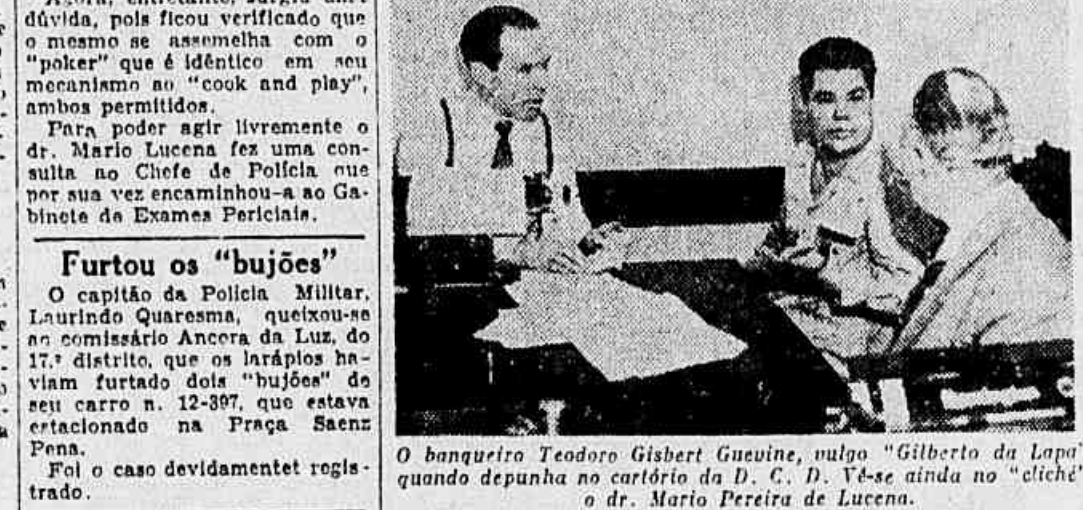 dúvida, pois ficou verificado que
o mesmo se assemelha com o
"poker" que é idêntico em seu
mecanismo ao "cook and play",
ambos permitidos.
Para poder agir livremente o
dr. Mario Lucena fez uma con-
sulta ao Chefe de Polícia que
por sua vez encaminhou-a ao Ga-
binete de Exames Periciais.
Furtou os "bujões"
O capitão da Policia Militar,
Laurindo Quaresma, queixou-se
ao comissário Ancora da Luz, do
17.º distrito, que os larápios ha-
viam furtado dois "bujões" de
seu carro n. 12-397, que estava
estacionado na Praça Saenz
Pena.
Foi o caso devidamentet regis-
trado.
O banqueiro Teodoro Gisbert Guevine, vulgo "Gilberto da Lapa"
quando depunha no cartório da D. C. D. Vê-se ainda no "cliché"
o dr. Mario Pereira de Lucena.